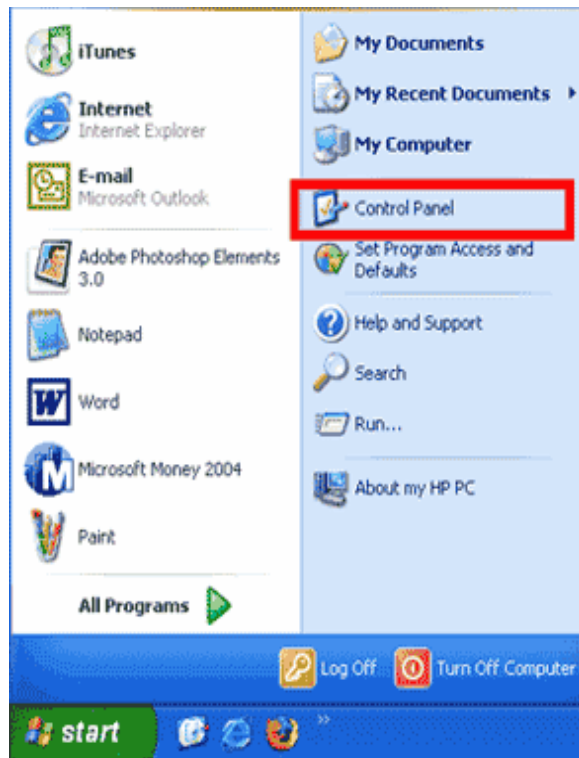 iTunes
Internet
Internet Explorer
E-mail
Microsoft Outlook
Adobe Photoshop Elements
3.0
Notepad
Word
Microsoft Money 2004
Paint
All Programs
My Documents
My Recent Documents
My Computer
Control Panel
Set Program Access and
Defaults
Help and Support
Search
Run...
About my HP PC
Log Off
Turn Off Computer
start